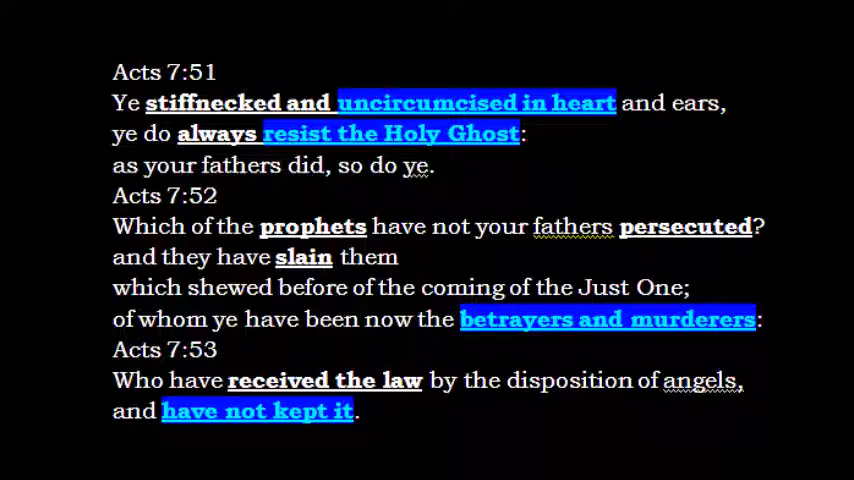 Acts 7:51
Ye stiffnecked and uncircumcised in heart and ears,
ye do always resist the Holy Ghost:
as your fathers did, so do ye.
Acts 7:52
Which of the prophets have not your fathers persecuted?
and they have slain them
which shewed before of the coming of the Just One;
of whom ye have been now the betrayers and murderers:
Acts 7:53
Who have received the law by the disposition of angels,
and have not kept it.